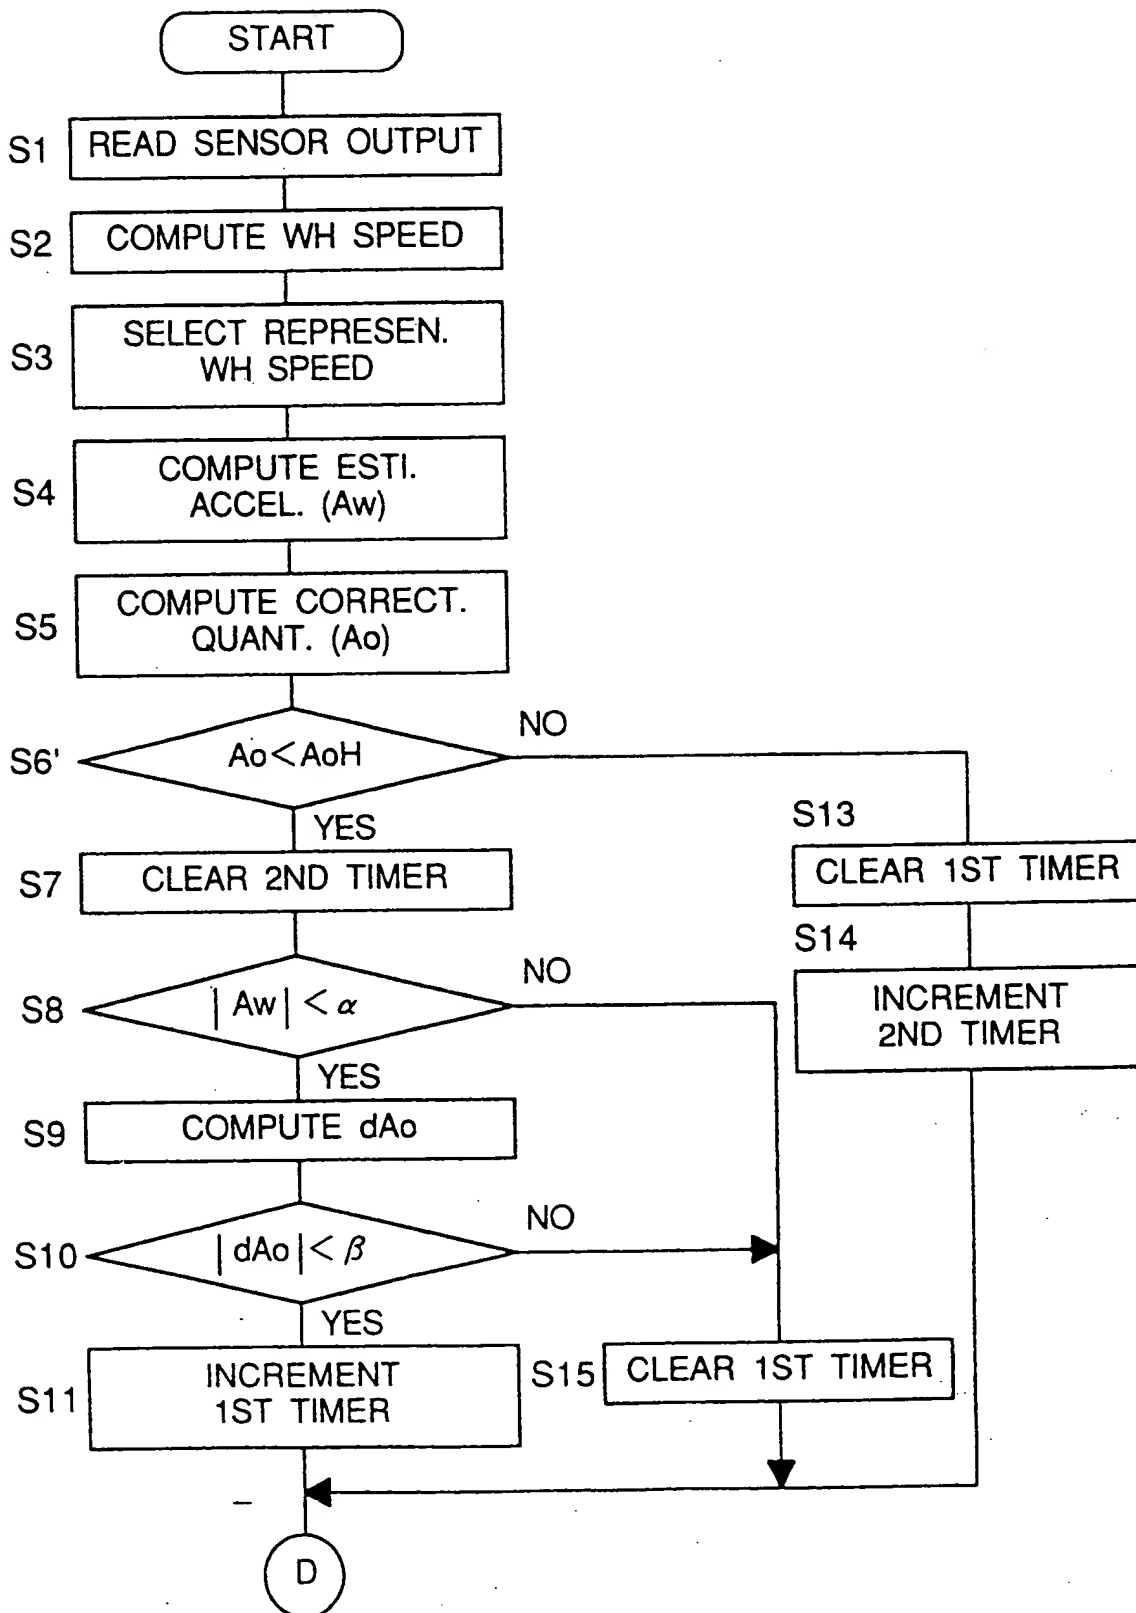 START
S1
READ SENSOR OUTPUT
S2
COMPUTE WH SPEED
S3
SELECT REPRESEN.
WH SPEED
S4
COMPUTE ESTI.
ACCEL. (Aw)
S5
COMPUTE CORRECT.
QUANT. (Ao)
S6'
Ao<AoH
NO
YES
S13
CLEAR 1ST TIMER
S7
CLEAR 2ND TIMER
S14
INCREMENT
2ND TIMER
S8
| Aw | < α
NO
YES
S9
COMPUTE dAo
S10
| dAo | < β
NO
YES
S11
INCREMENT
1ST TIMER
S15
CLEAR 1ST TIMER
D